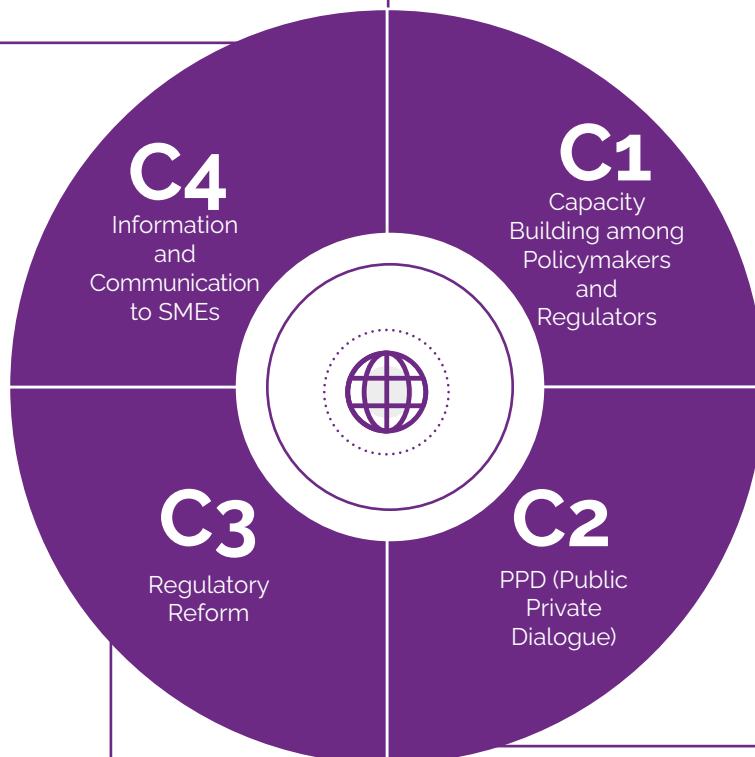 C4
Information
and
Communication
to SMEs
C1
Capacity
Building among
Policymakers
and
Regulators
C3
Regulatory
Reform
C2
PPD (Public
Private
Dialogue)